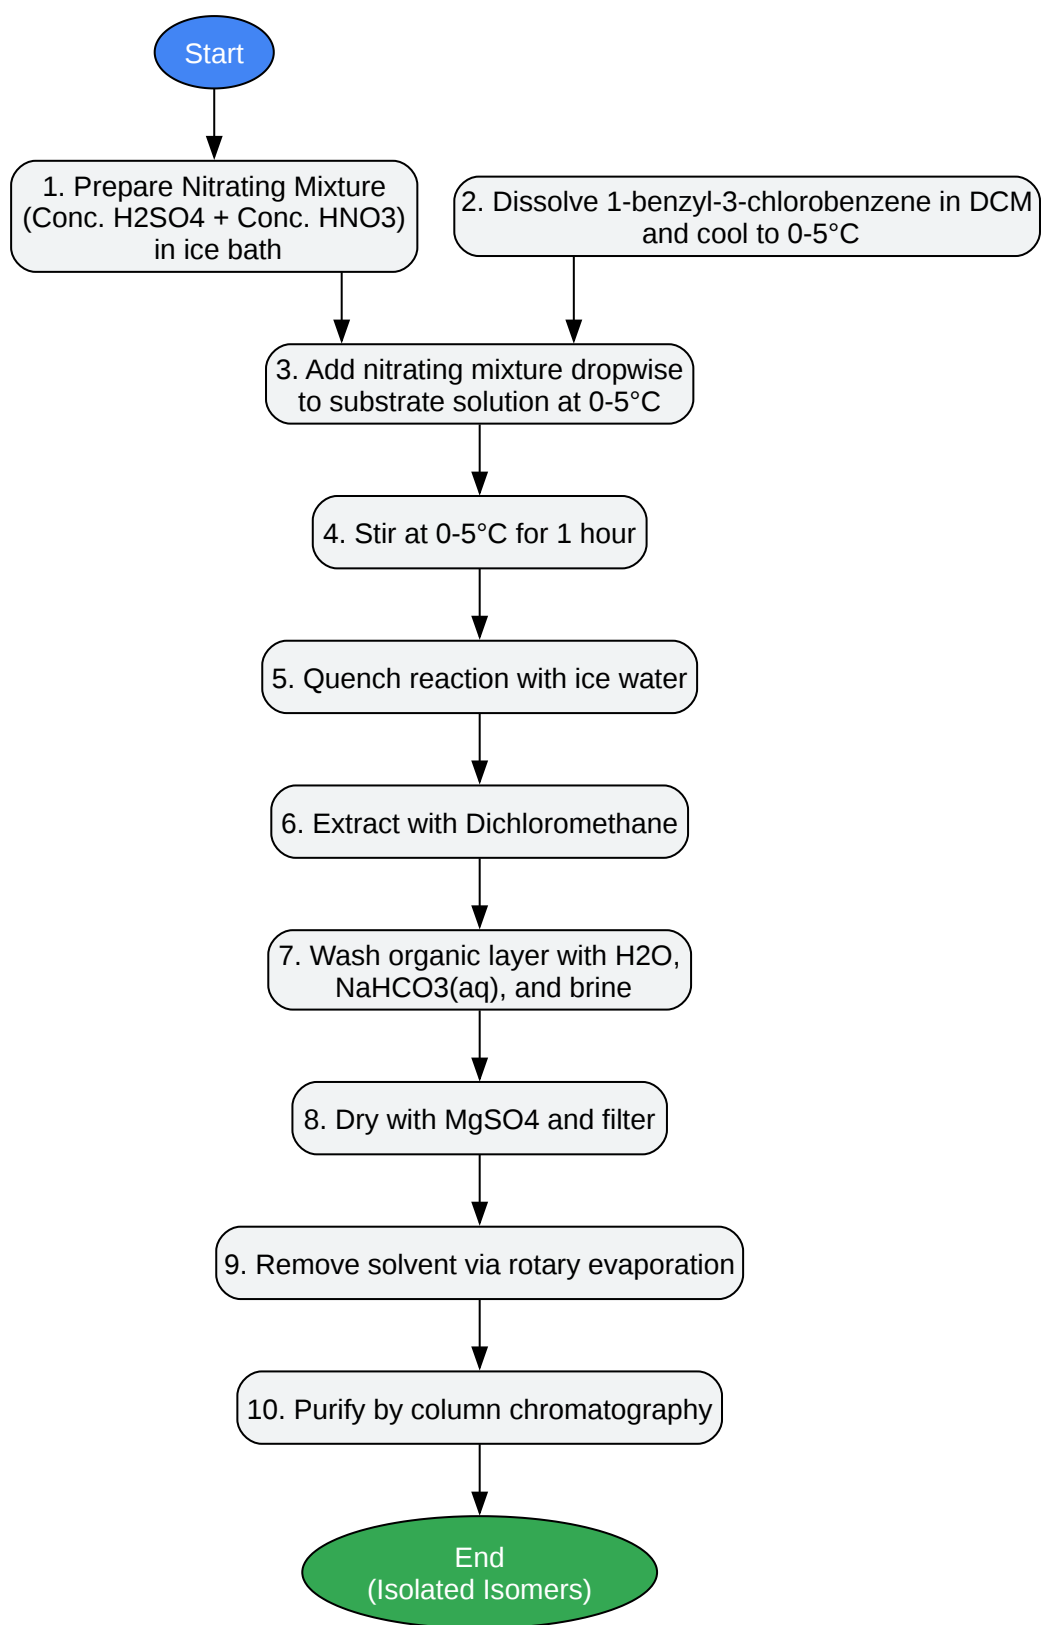 Start
1. Prepare Nitrating Mixture
(Conc. H2SO4 + Conc. HNO3)
in ice bath
2. Dissolve 1-benzyl-3-chlorobenzene in DCM
and cool to 0-5°C
3. Add nitrating mixture dropwise
to substrate solution at 0-5°C
4. Stir at 0-5°C for 1 hour
5. Quench reaction with ice water
6. Extract with Dichloromethane
7. Wash organic layer with H2O,
NaHCO3(aq), and brine
8. Dry with MgSO4 and filter
9. Remove solvent via rotary evaporation
10. Purify by column chromatography
End
(Isolated Isomers)